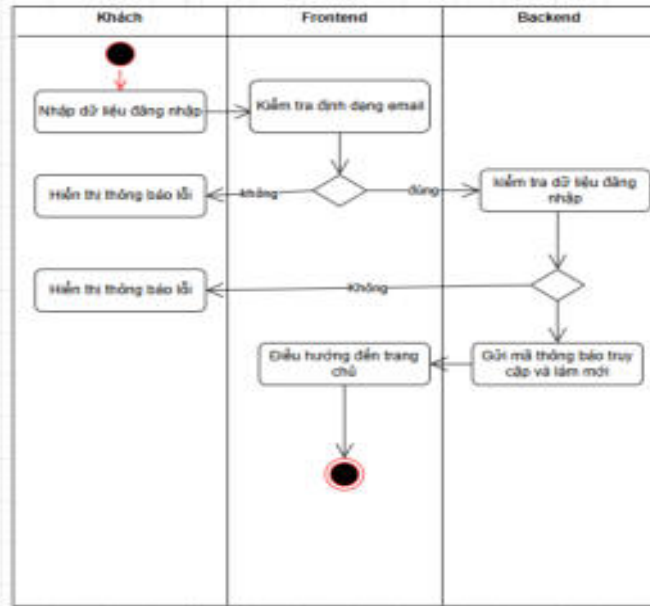 Khách
Frontend
Backend
Nhập dữ liệu đăng nhập
Kiểm tra định dạng email
Hiển thị thông báo lỗi
không
đúng
kiểm tra dữ liệu đăng
nhập
Hiển thị thông báo lỗi
Không
Điều hướng đến trang
chủ
Gửi mã thông báo truy
cập và làm mới